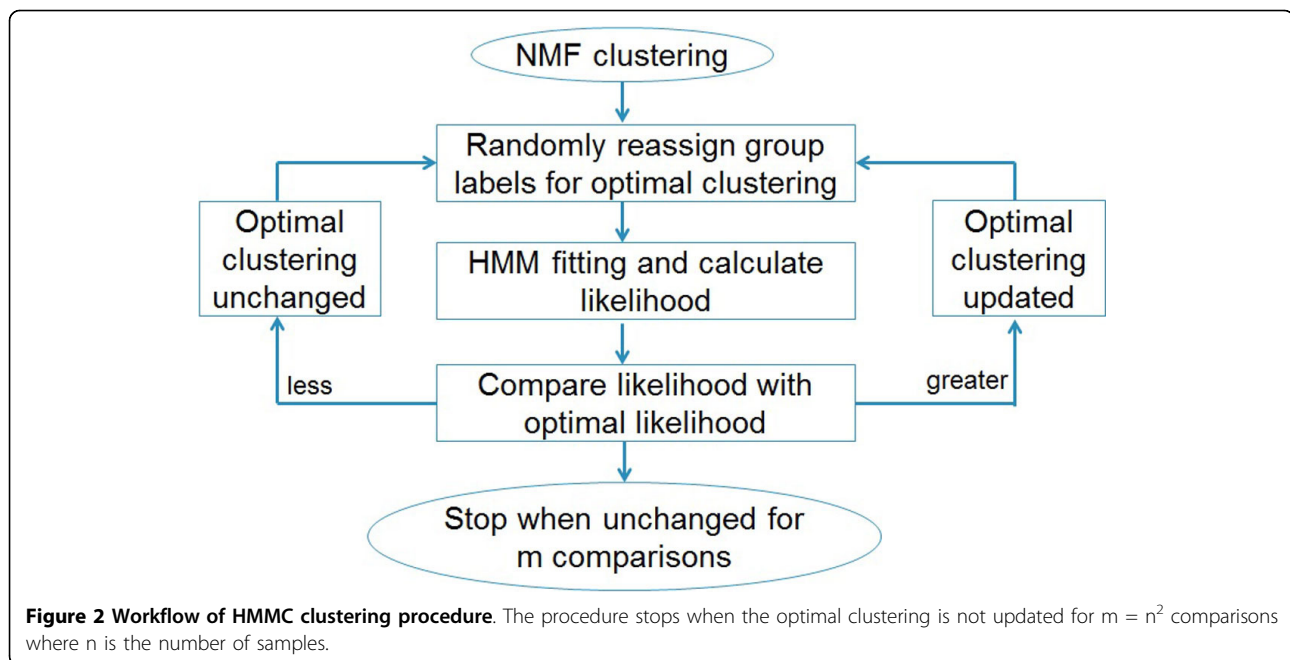 NMF clustering
Randomly reassign group
labels for optimal clustering
Optimal
clustering
unchanged
HMM fitting and calculate
likelihood
Optimal
clustering
updated
less
Compare likelihood with
optimal likelihood
greater
Stop when unchanged for
m comparisons
Figure 2 Workflow of HMMC clustering procedure. The procedure stops when the optimal clustering is not updated for m = n² comparisons
where n is the number of samples.